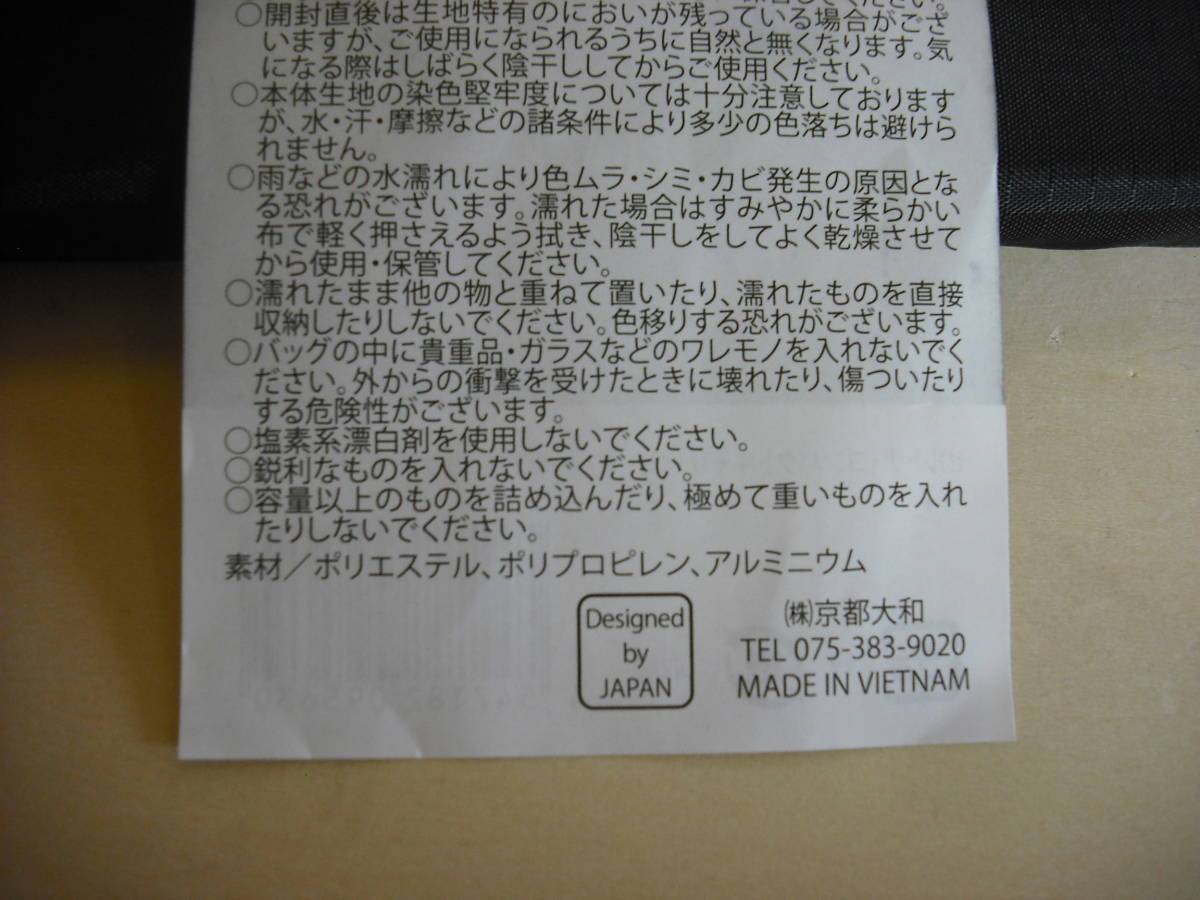 てください。
○開封直後は生地特有のにおいが残っている場合がござ
いますが、ご使用になられるうちに自然と無くなります。気
になる際はしばらく陰干ししてからご使用ください。
○本体生地の染色堅牢度については十分注意しております
が、水・汗・摩擦などの諸条件により多少の色落ちは避けら
れません。
○雨などの水濡れにより色ムラ・シミ・カビ発生の原因とな
る恐れがございます。濡れた場合はすみやかに柔らかい
布で軽く押さえるよう拭き、陰干しをしてよく乾燥させて
から使用・保管してください。
○濡れたまま他の物と重ねて置いたり、濡れたものを直接
収納したりしないでください。色移りする恐れがございます。
○バッグの中に貴重品・ガラスなどのワレモノを入れないでく
ださい。外からの衝撃を受けたときに壊れたり、傷ついたり
する危険性がございます。
○塩素系漂白剤を使用しないでください。
○鋭利なものを入れないでください。
○容量以上のものを詰め込んだり、極めて重いものを入れ
たりしないでください。
素材／ポリエステル、ポリプロピレン、アルミニウム
Designed
by
JAPAN
㈱京都大和
TEL 075-383-9020
MADE IN VIETNAM